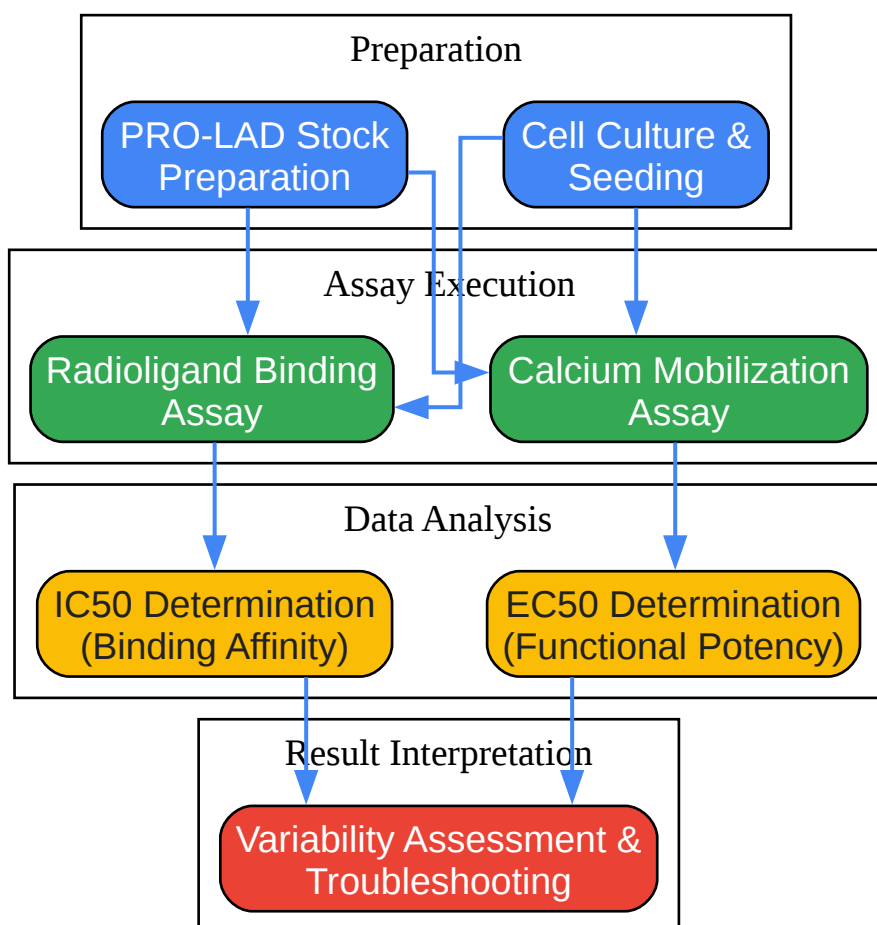 Preparation
PRO-LAD Stock
Preparation
Cell Culture &
Seeding
Assay Execution
Radioligand Binding
Assay
Calcium Mobilization
Assay
Data Analysis
IC50 Determination
(Binding Affinity)
EC50 Determination
(Functional Potency)
Result Interpretation
Variability Assessment &
Troubleshooting